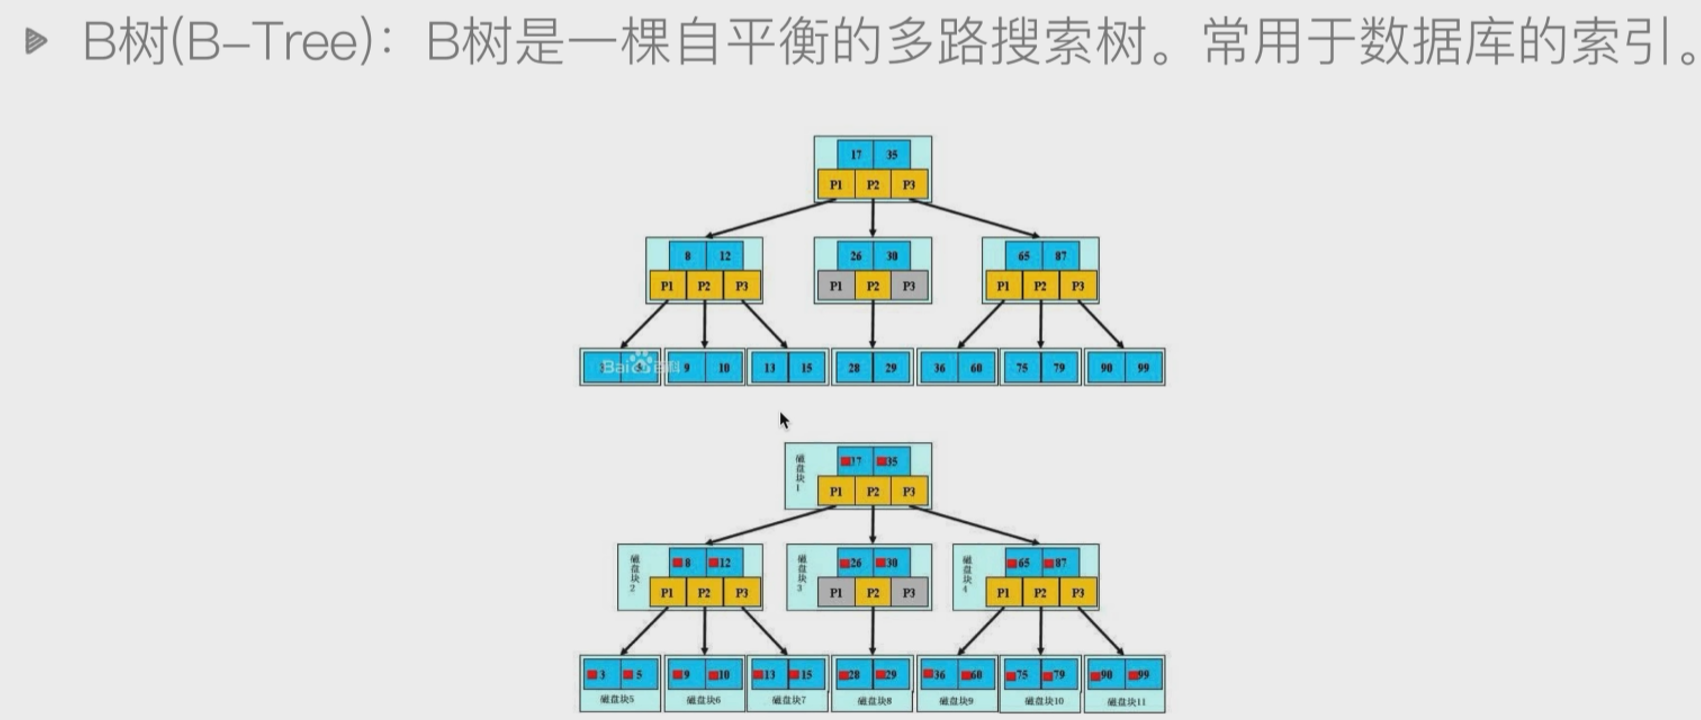 B树(B-Tree): B树是一棵自平衡的多路搜索树。常用于数据库的索引。
17 35
P1 P2 P3
8 12 26 30 65 87
P1 P2 P3 P1 P2 P3 P1 P2 P3
Bai 百科 9 10 13 15 28 29 36 60 75 79 90 99
磁盘块1 17 35
P1 P2 P3
磁盘块2 8 12 磁盘块3 26 30 磁盘块4 65 87
P1 P2 P3 P1 P2 P3 P1 P2 P3
3 5 9 10 13 15 28 29 36 60 75 79 90 99
磁盘块5 磁盘块6 磁盘块7 磁盘块8 磁盘块9 磁盘块10 磁盘块11